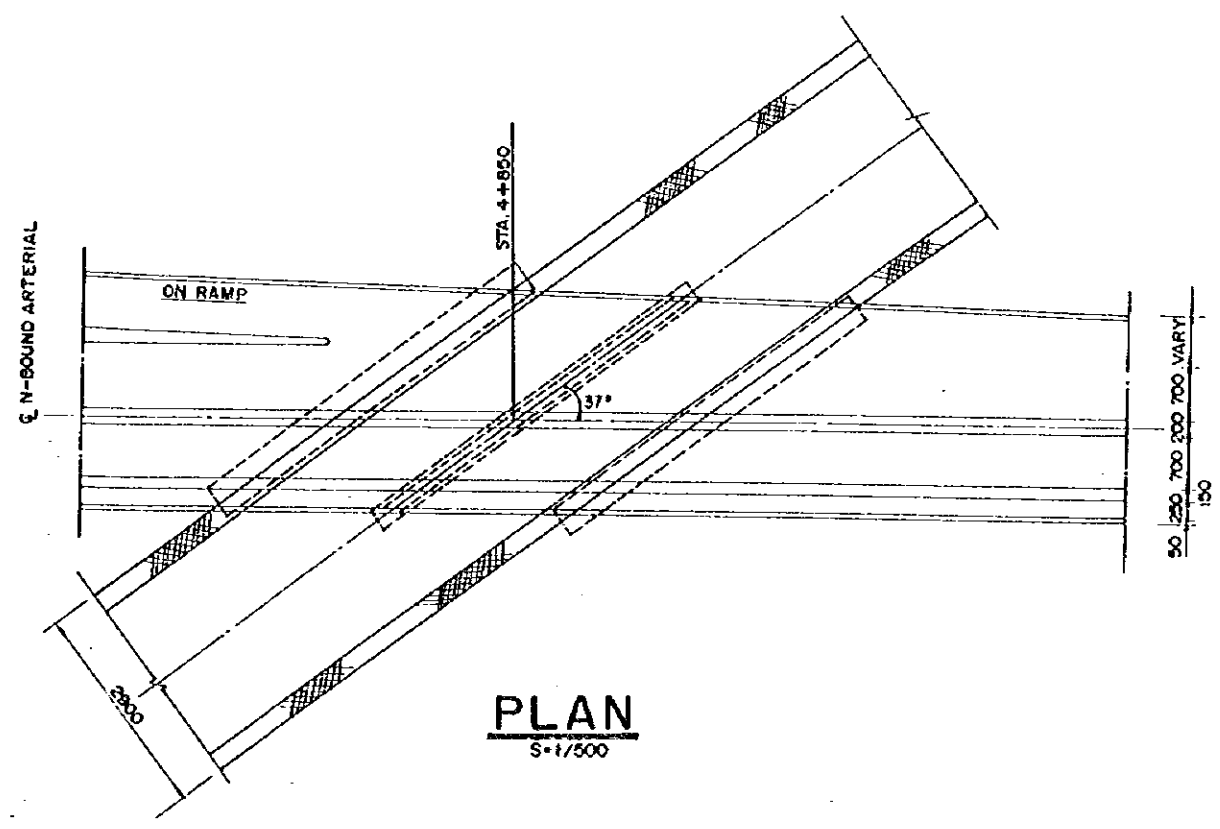 STA. 4+850
℄ N-BOUND ARTERIAL
ON RAMP
37°
50 250 700 200 700 VARY
150
2800
PLAN
S=1/500